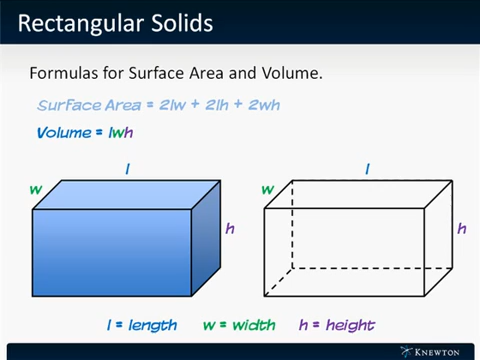 Rectangular Solids
Formulas for Surface Area and Volume.
Surface Area = 2lw + 2lh + 2wh
Volume = lwh
l
l
w
w
h
h
l = length w = width h = height
KNEWTON